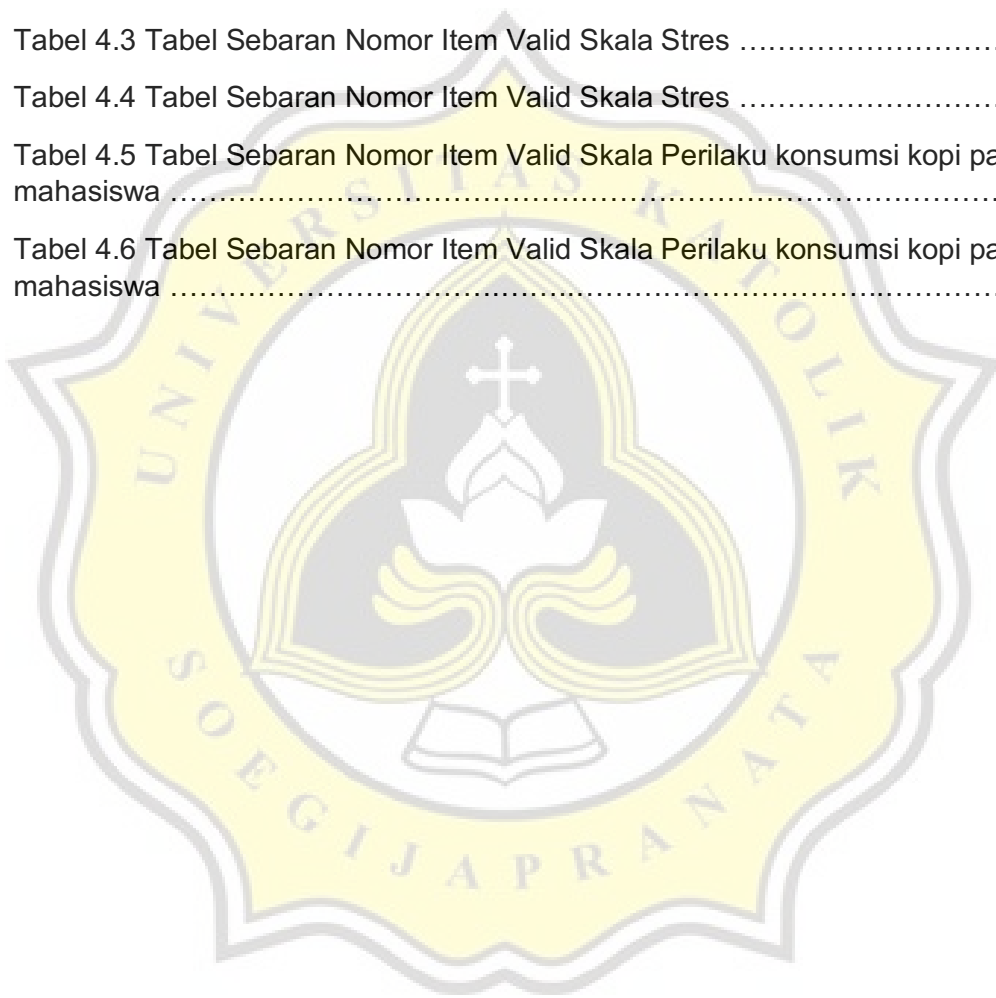 Tabel 4.3 Tabel Sebaran Nomor Item Valid Skala Stres ……………………………
Tabel 4.4 Tabel Sebaran Nomor Item Valid Skala Stres ……………………………
Tabel 4.5 Tabel Sebaran Nomor Item Valid Skala Perilaku konsumsi kopi pa
mahasiswa ……………………………………………………………………………
Tabel 4.6 Tabel Sebaran Nomor Item Valid Skala Perilaku konsumsi kopi pa
mahasiswa ……………………………………………………………………………
UNIVERSITAS KATOLIK
SOEGIJAPRANATA